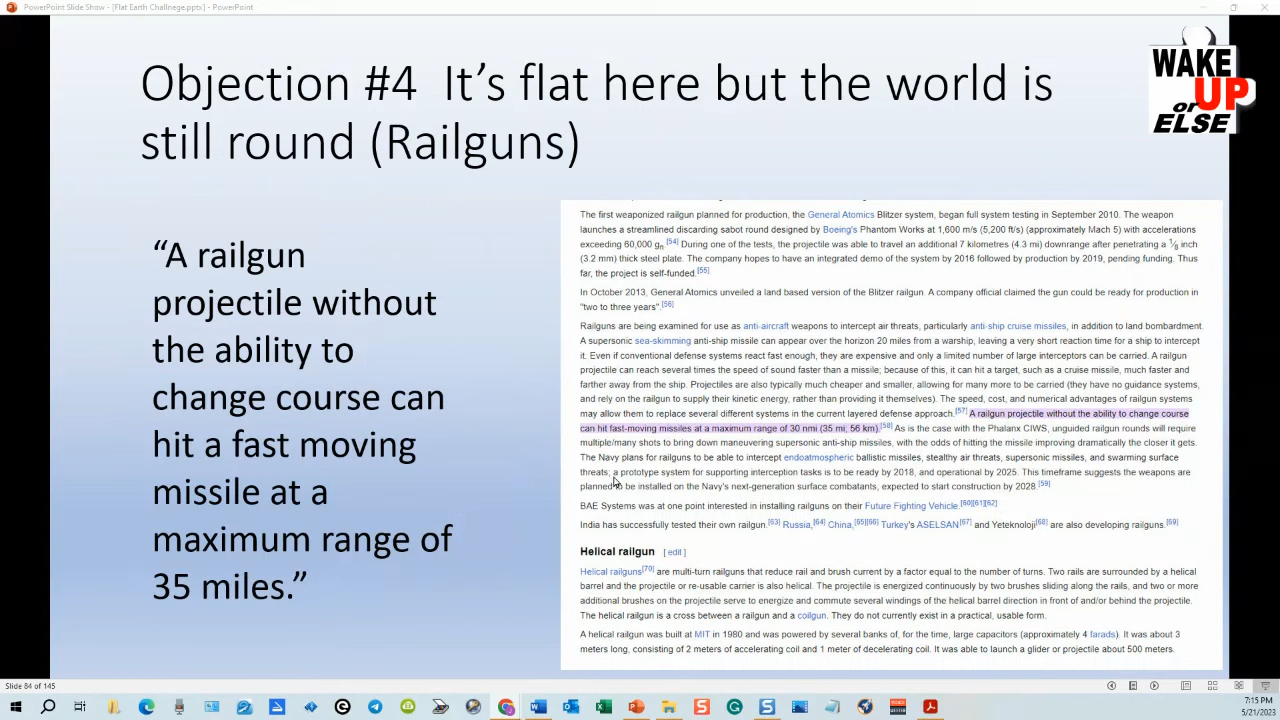 PowerPoint Slide Show - [Flat Earth Challnege.pptx] - PowerPoint
Objection #4 It’s flat here but the world is
still round (Railguns)
WAKE
UP
or
ELSE
“A railgun
projectile without
the ability to
change course can
hit a fast moving
missile at a
maximum range of
35 miles.”
The first weaponized railgun planned for production, the General Atomics Blitzer system, began full system testing in September 2010. The weapon
launches a streamlined discarding sabot round designed by Boeing's Phantom Works at 1,600 m/s (5,200 ft/s) (approximately Mach 5) with accelerations
exceeding 60,000 gn.[54] During one of the tests, the projectile was able to travel an additional 7 kilometres (4.3 mi) downrange after penetrating a 1⁄8 inch
(3.2 mm) thick steel plate. The company hopes to have an integrated demo of the system by 2016 followed by production by 2019, pending funding. Thus
far, the project is self-funded.[55]
In October 2013, General Atomics unveiled a land based version of the Blitzer railgun. A company official claimed the gun could be ready for production in
"two to three years".[56]
Railguns are being examined for use as anti-aircraft weapons to intercept air threats, particularly anti-ship cruise missiles, in addition to land bombardment.
A supersonic sea-skimming anti-ship missile can appear over the horizon 20 miles from a warship, leaving a very short reaction time for a ship to intercept
it. Even if conventional defense systems react fast enough, they are expensive and only a limited number of large interceptors can be carried. A railgun
projectile can reach several times the speed of sound faster than a missile; because of this, it can hit a target, such as a cruise missile, much faster and
farther away from the ship. Projectiles are also typically much cheaper and smaller, allowing for many more to be carried (they have no guidance systems,
and rely on the railgun to supply their kinetic energy, rather than providing it themselves). The speed, cost, and numerical advantages of railgun systems
may allow them to replace several different systems in the current layered defense approach.[57] A railgun projectile without the ability to change course
can hit fast-moving missiles at a maximum range of 30 nmi (35 mi; 56 km).[58] As is the case with the Phalanx CIWS, unguided railgun rounds will require
multiple/many shots to bring down maneuvering supersonic anti-ship missiles, with the odds of hitting the missile improving dramatically the closer it gets.
The Navy plans for railguns to be able to intercept endoatmospheric ballistic missiles, stealthy air threats, supersonic missiles, and swarming surface
threats; a prototype system for supporting interception tasks is to be ready by 2018, and operational by 2025. This timeframe suggests the weapons are
planned to be installed on the Navy's next-generation surface combatants, expected to start construction by 2028.[59]
BAE Systems was at one point interested in installing railguns on their Future Fighting Vehicle.[60][61][62]
India has successfully tested their own railgun.[63] Russia,[64] China,[65][66] Turkey's ASELSAN[67] and Yeteknoloji[68] are also developing railguns.[69]
Helical railgun [ edit ]
Helical railguns[70] are multi-turn railguns that reduce rail and brush current by a factor equal to the number of turns. Two rails are surrounded by a helical
barrel and the projectile or re-usable carrier is also helical. The projectile is energized continuously by two brushes sliding along the rails, and two or more
additional brushes on the projectile serve to energize and commute several windings of the helical barrel direction in front of and/or behind the projectile.
The helical railgun is a cross between a railgun and a coilgun. They do not currently exist in a practical, usable form.
A helical railgun was built at MIT in 1980 and was powered by several banks of, for the time, large capacitors (approximately 4 farads). It was about 3
meters long, consisting of 2 meters of accelerating coil and 1 meter of decelerating coil. It was able to launch a glider or projectile about 500 meters.
Slide 84 of 145
7:15 PM
5/21/2023